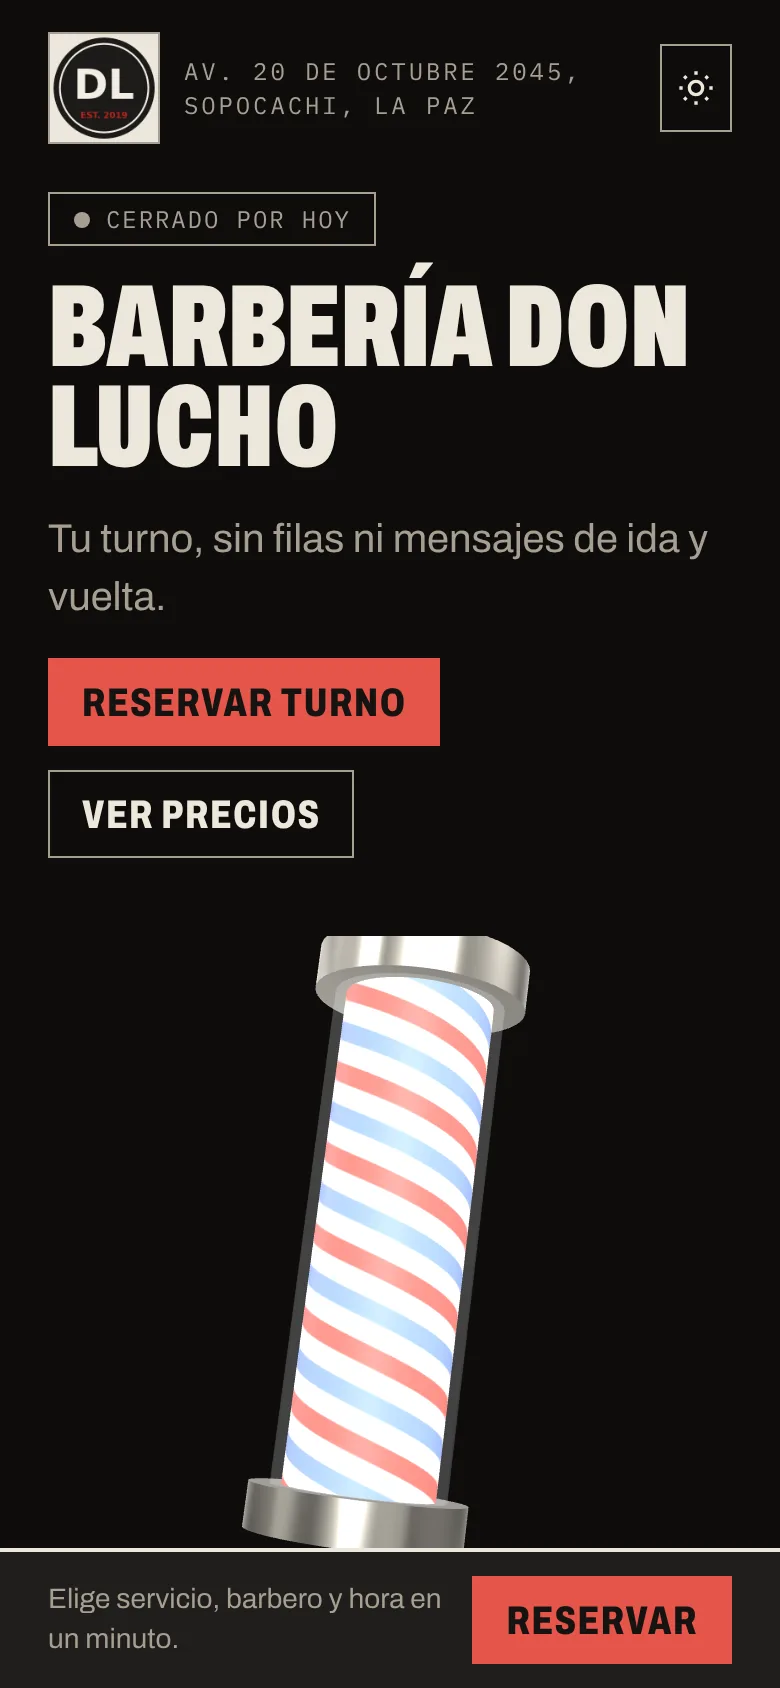 DL
EST. 2019
AV. 20 DE OCTUBRE 2045,
SOPOCACHI, LA PAZ
CERRADO POR HOY
BARBERÍA DON
LUCHO
Tu turno, sin filas ni mensajes de ida y
vuelta.
RESERVAR TURNO
VER PRECIOS
Elige servicio, barbero y hora en
un minuto.
RESERVAR